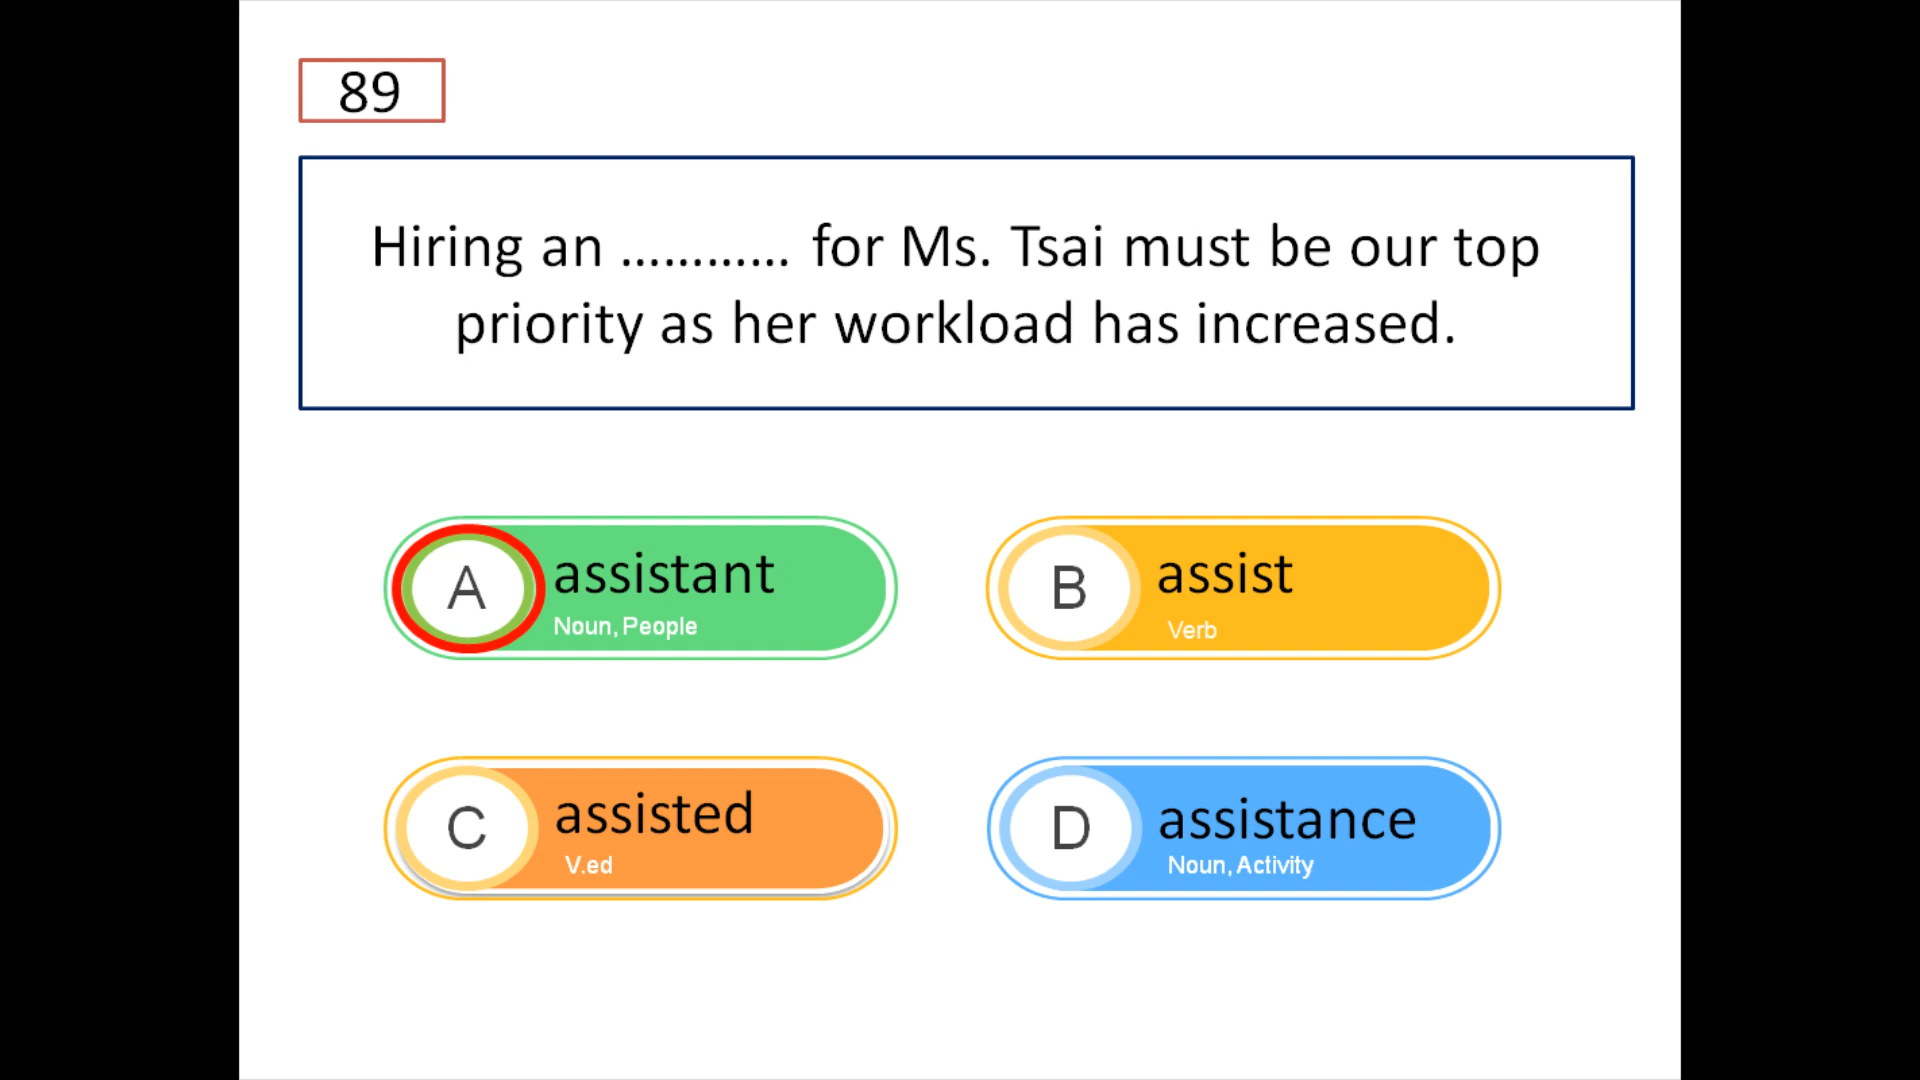 89
Hiring an ............ for Ms. Tsai must be our top
priority as her workload has increased.
A assistant
Noun, People
B assist
Verb
C assisted
V.ed
D assistance
Noun, Activity